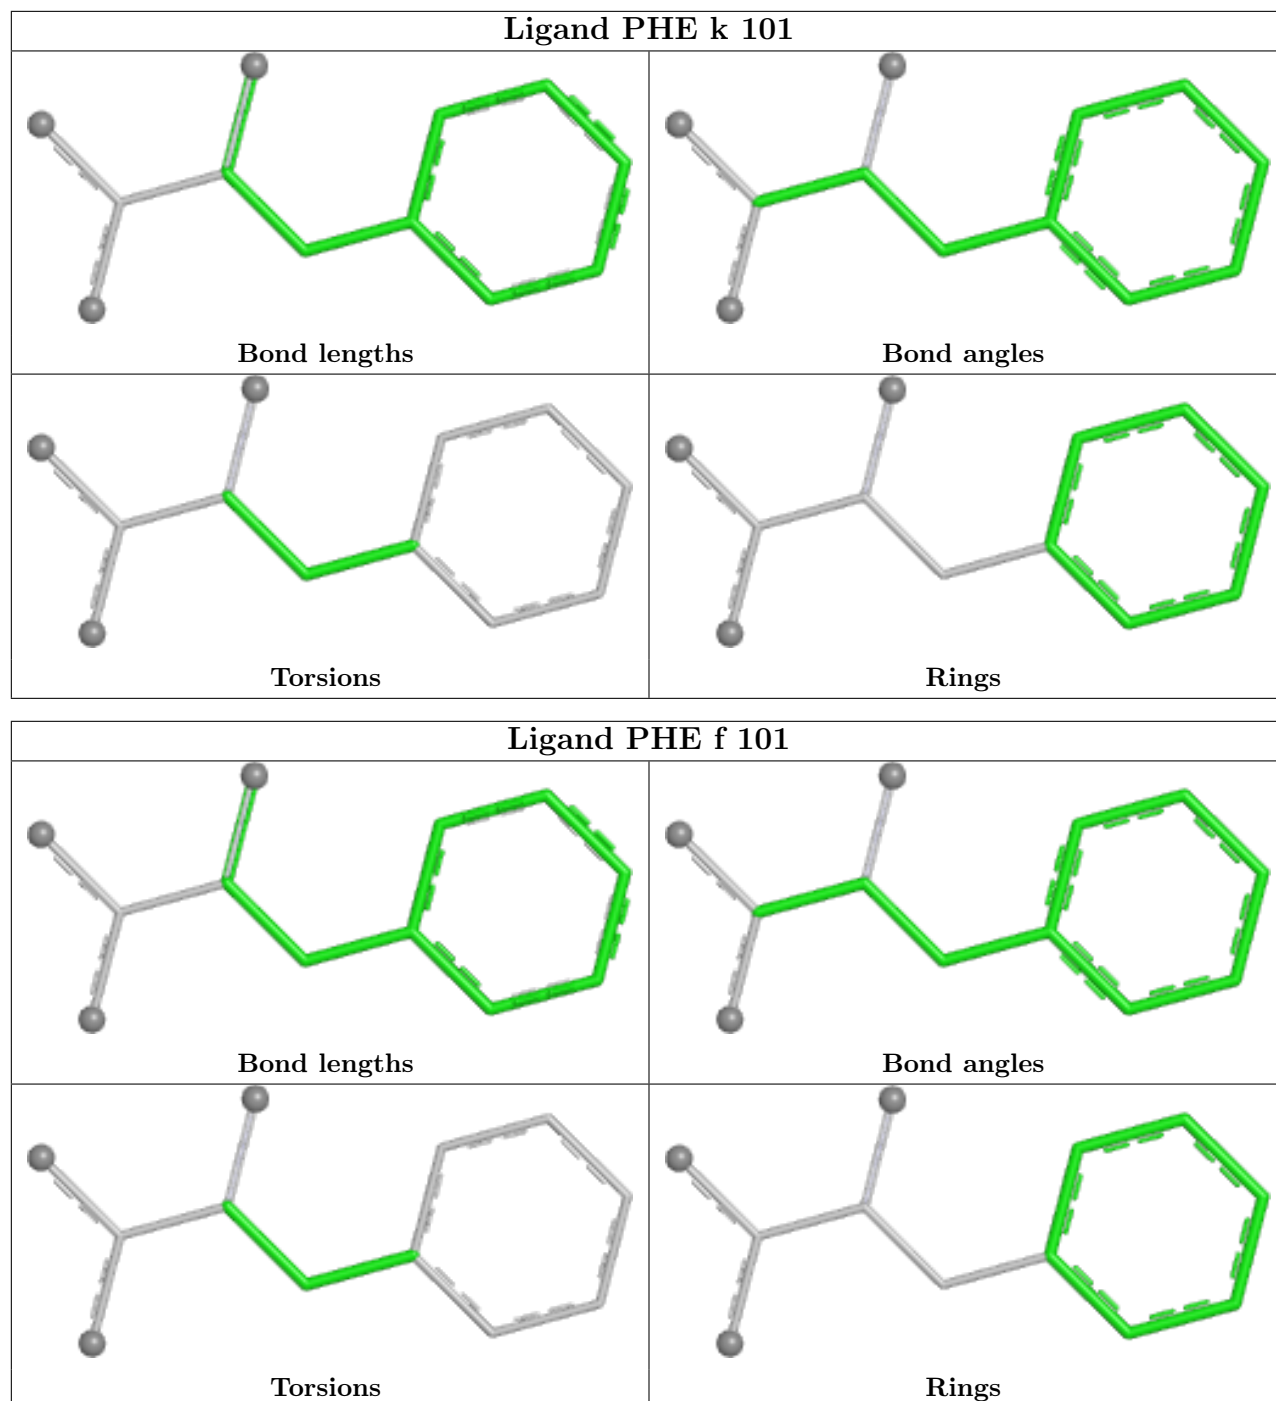 Ligand PHE k 101
Bond lengths
Bond angles
Torsions
Rings
Ligand PHE f 101
Bond lengths
Bond angles
Torsions
Rings